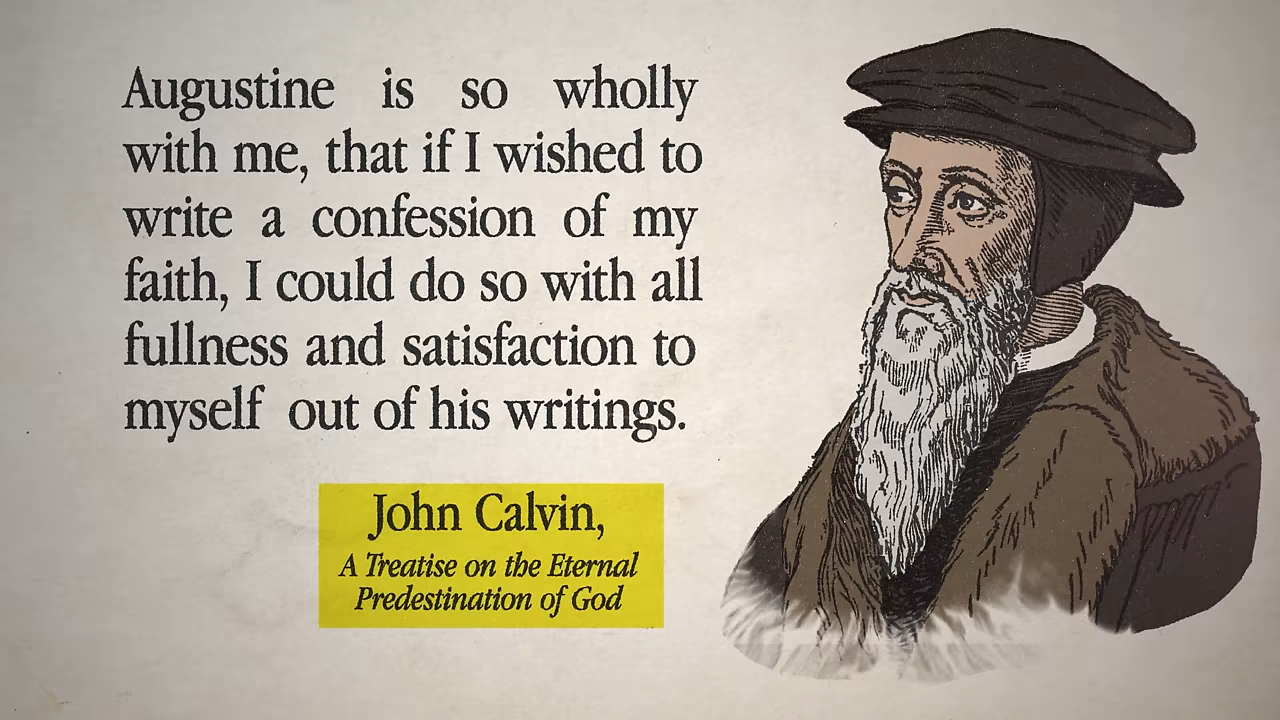 Augustine is so wholly
with me, that if I wished to
write a confession of my
faith, I could do so with all
fullness and satisfaction to
myself out of his writings.
John Calvin,
A Treatise on the Eternal
Predestination of God